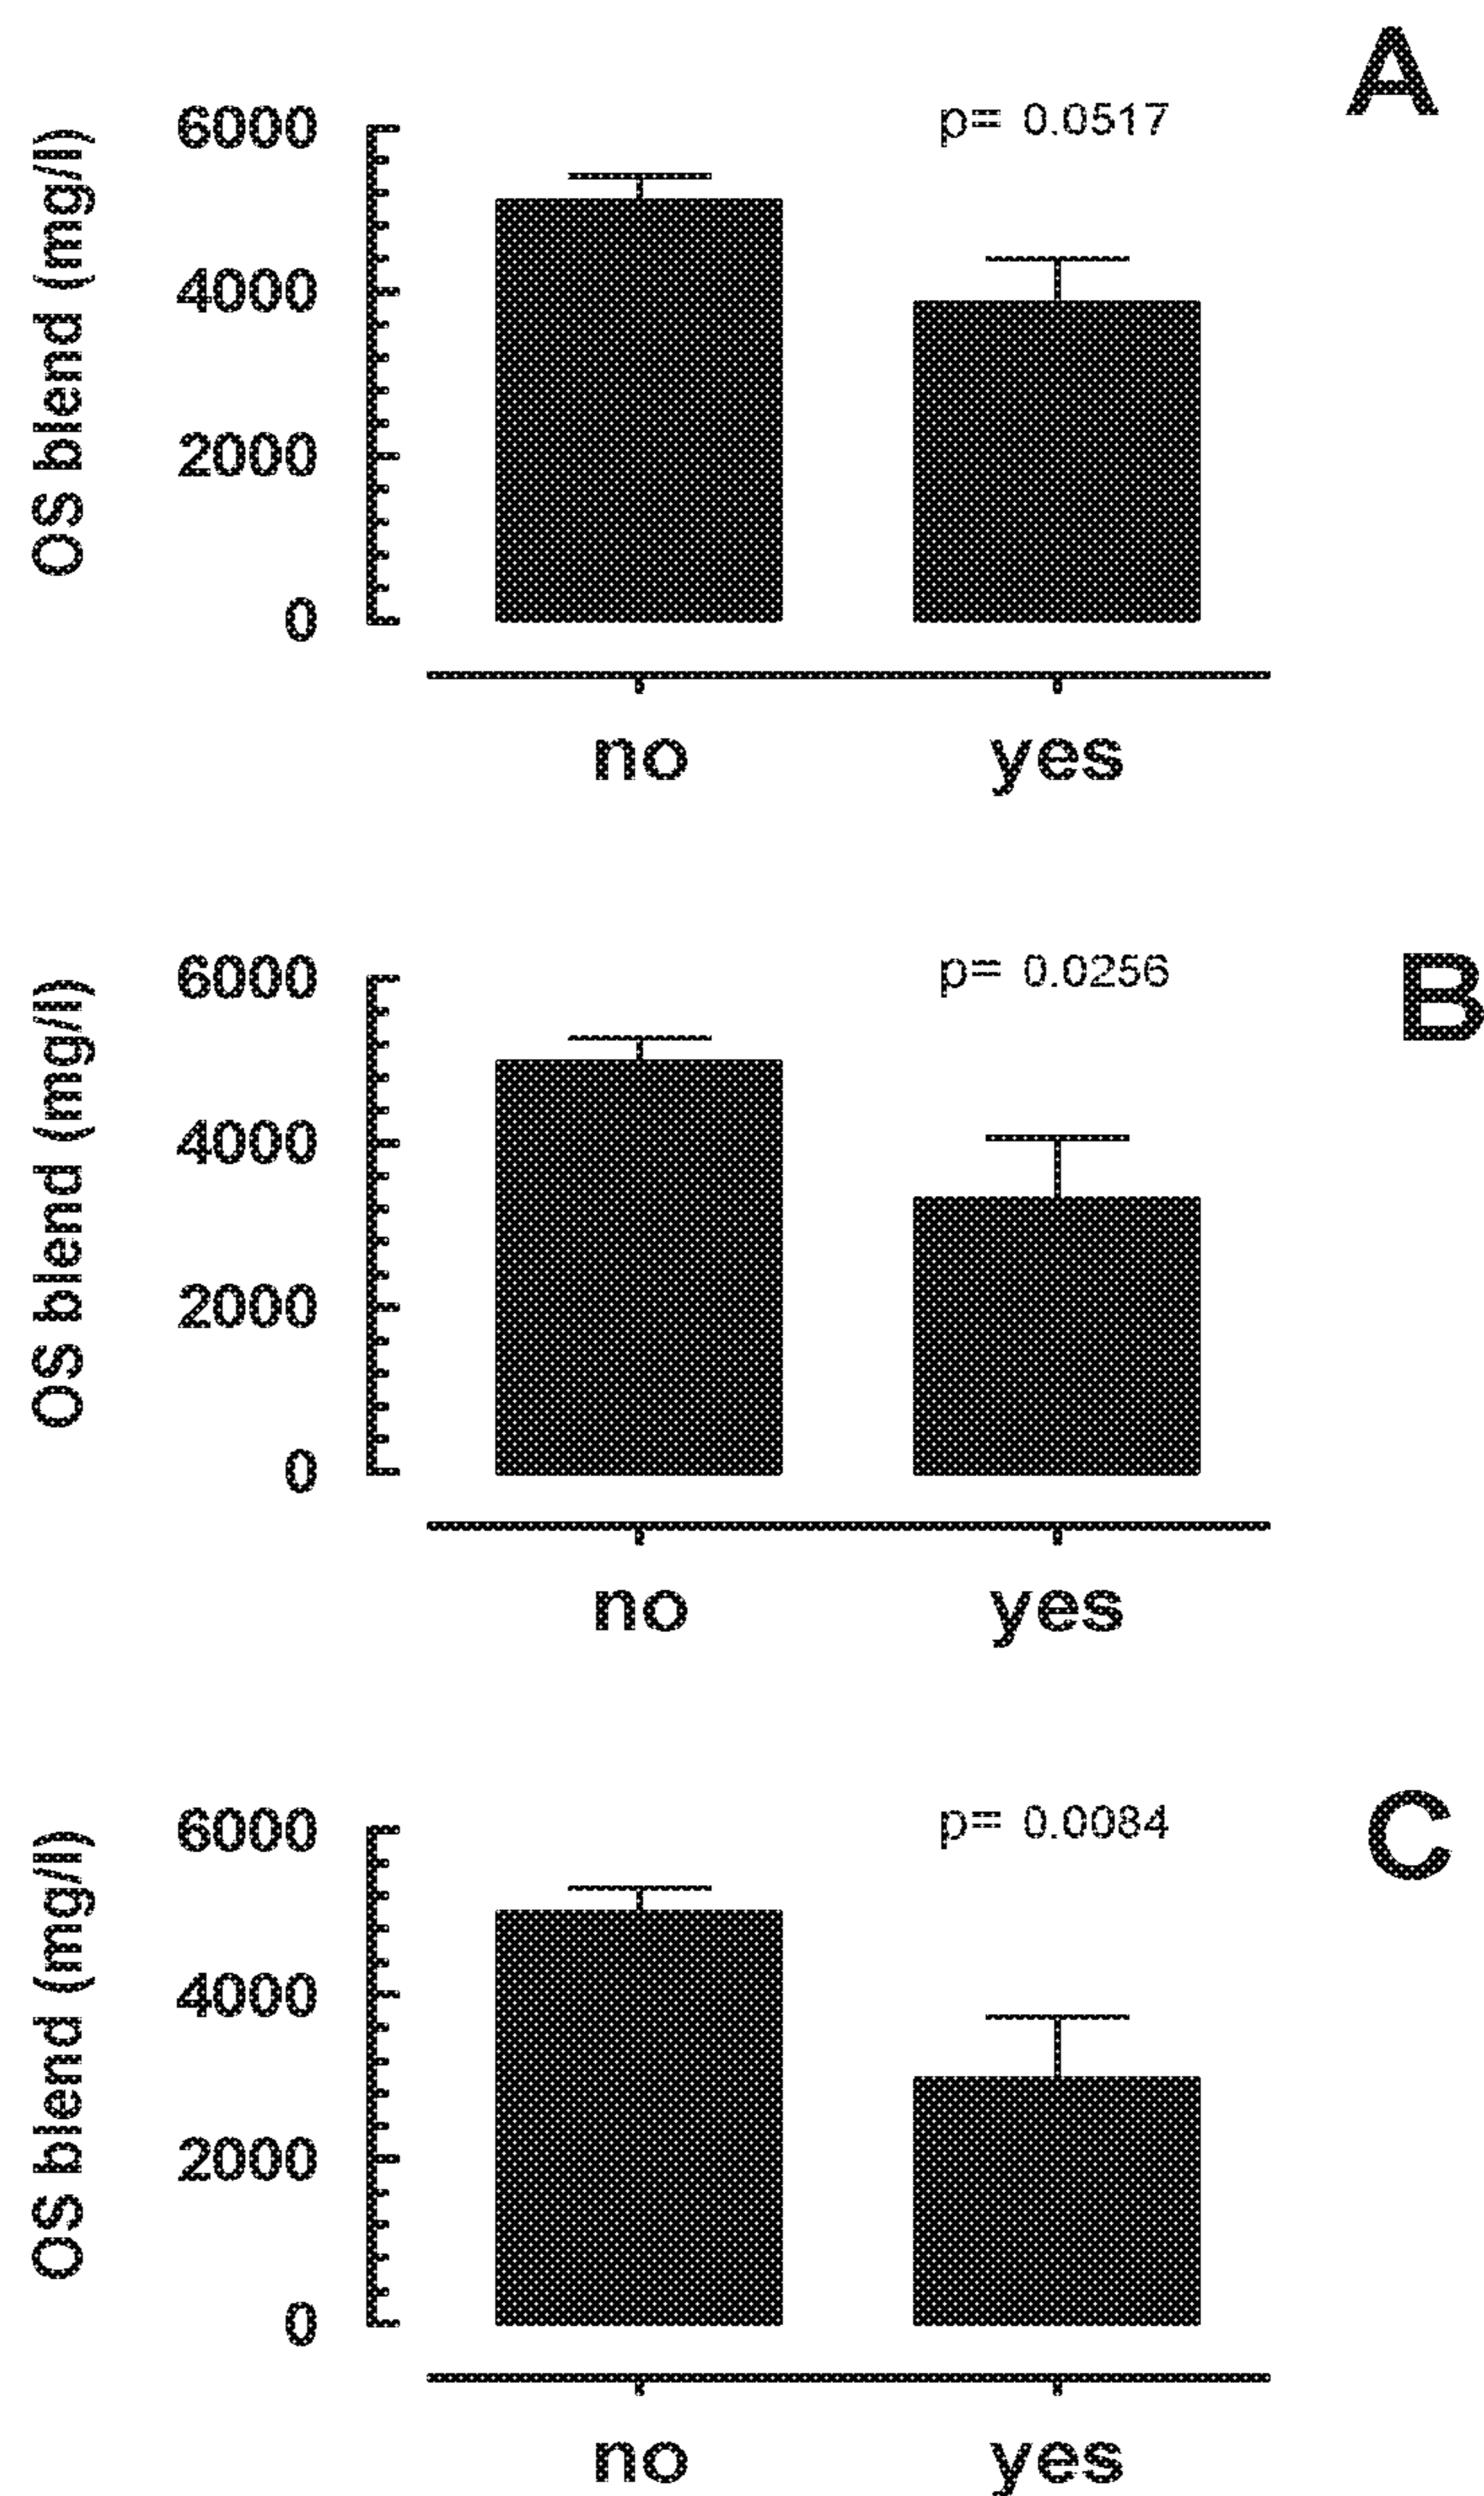 A
p= 0.0517
OS blend (mg/l)
6000
4000
2000
0
no yes
B
p= 0.0256
OS blend (mg/l)
6000
4000
2000
0
no yes
C
p= 0.0084
OS blend (mg/l)
6000
4000
2000
0
no yes